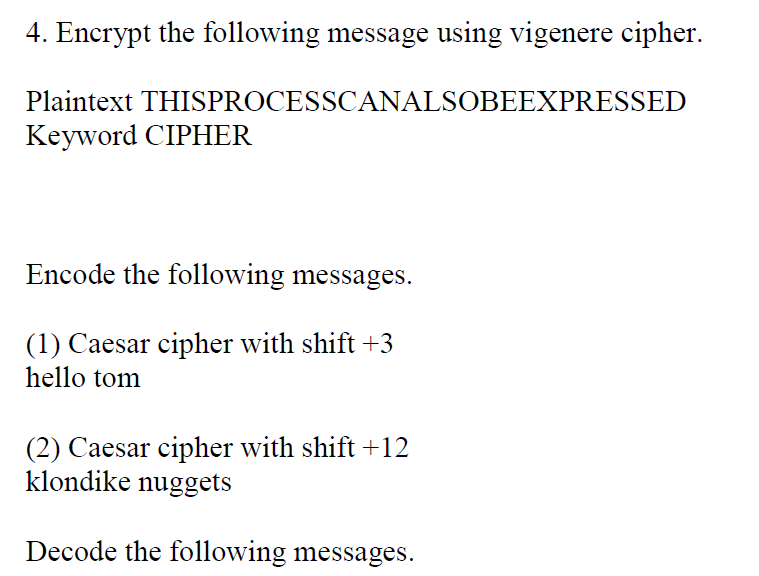 4. Encrypt the following message using vigenere cipher.
Plaintext THISPROCESSCANALSOBEEXPRESSED
Keyword CIPHER
Encode the following messages.
(1) Caesar cipher with shift +3
hello tom
(2) Caesar cipher with shift +12
klondike nuggets
Decode the following messages.